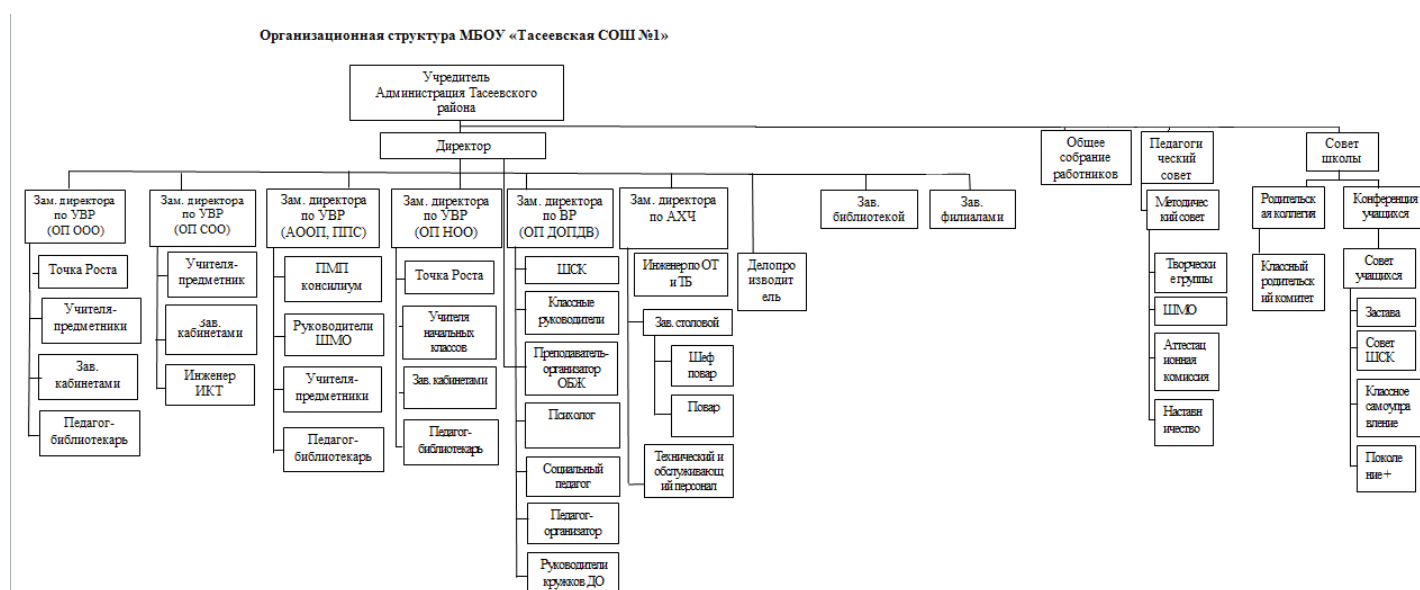 Организационная структура МБОУ «Тасеевская СОШ №1»
Учредитель
Администрация Тасеевского
района
Директор
Общее
собрание
работников
Педагоги
ческий
совет
Совет
школы
Зам. директора
по УВР
(ОП ООО)
Точка Роста
Учителя-
предметники
Зав.
кабинетами
Педагог-
библиотекарь
Зам. директора
по УВР
(ОП СОО)
Учителя-
предметник
Зав.
кабинетами
Инженер
ИКТ
Зам. директора
по УВР
(АООП, ППС)
ПМП
консилиум
Руководители
ШМО
Учителя-
предметники
Педагог-
библиотекарь
Зам. директора
по УВР
(ОП НОО)
Точка Роста
Учителя
начальных
классов
Зав. кабинетами
Педагог-
библиотекарь
Зам. директора
по ВР
(ОП ДОПДВ)
ШСК
Классные
руководители
Преподаватель-
организатор
ОБЖ
Психолог
Социальный
педагог
Педагог-
организатор
Руководители
кружков ДО
Зам. директора
по АХЧ
Инженер по ОТ
и ТБ
Зав. столовой
Шеф
повар
Повар
Технический и
обслуживающ
ий персонал
Делопро
изводит
ель
Зав.
библиотекой
Зав.
филиалами
Методичес
кий совет
Творчески
е группы
ШМО
Аттестац
ионная
комиссия
Наставн
ичество
Родительск
ая коллегия
Классный
родительск
ий комитет
Конференция
учащихся
Совет
учащихся
Застава
Совет
ШСК
Классное
самоупра
вление
Поколе
ние +